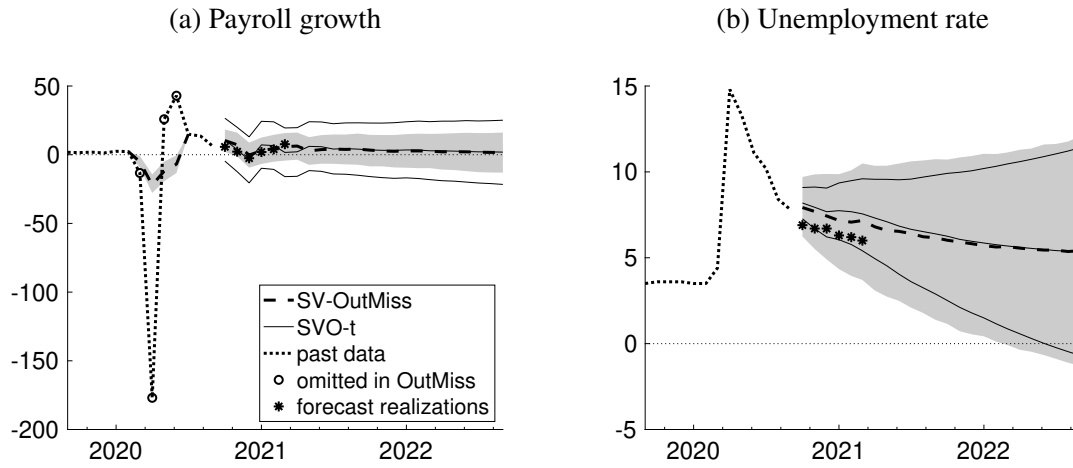 (a) Payroll growth
50
0
-50
-100
-150
-200
2020
2021
2022
SV-OutMiss
SVO-t
past data
omitted in OutMiss
forecast realizations
(b) Unemployment rate
15
10
5
0
-5
2020
2021
2022